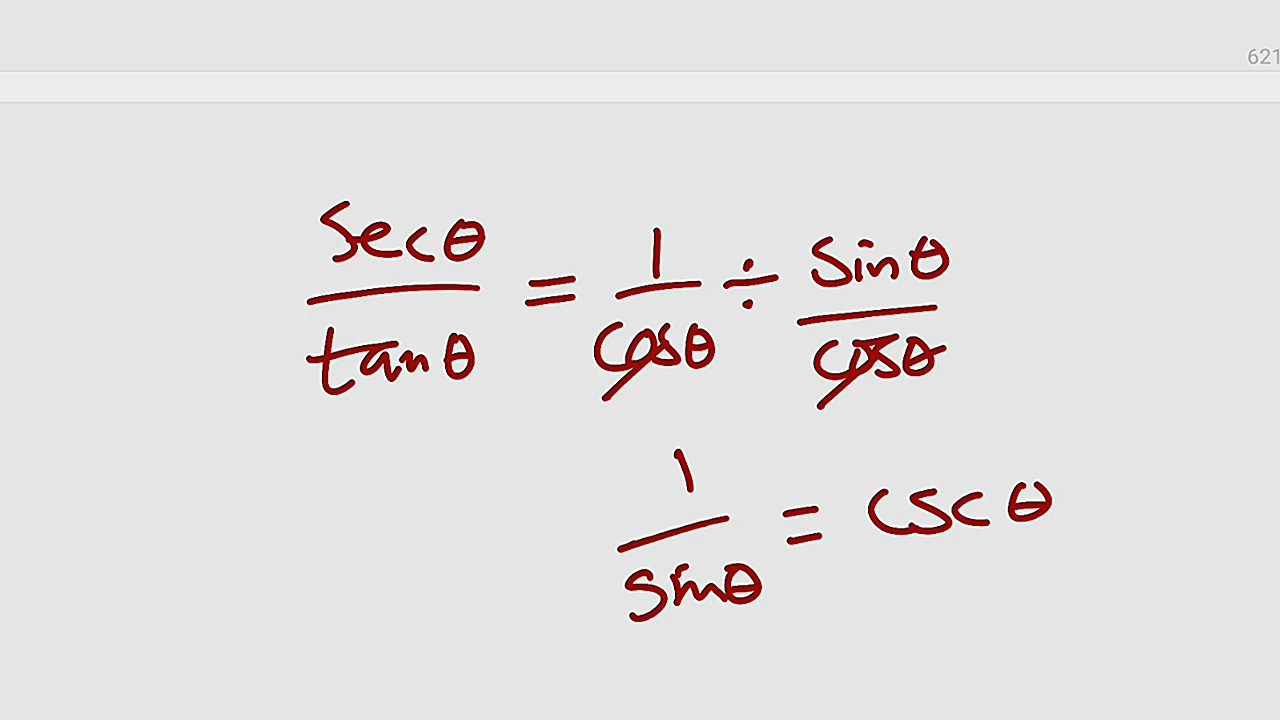 621
secθ/tanθ = 1/cosθ ÷ sinθ/cosθ
1/sinθ = cscθ